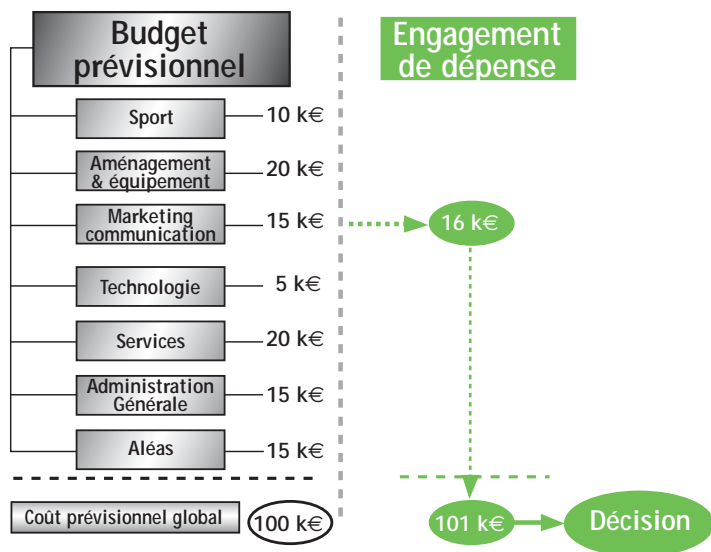 Budget
prévisionnel
Engagement
de dépense
Sport
10 k€
Aménagement
& équipement
20 k€
Marketing
communication
15 k€
16 k€
Technologie
5 k€
Services
20 k€
Administration
Générale
15 k€
Aléas
15 k€
Coût prévisionnel global
100 k€
101 k€
Décision